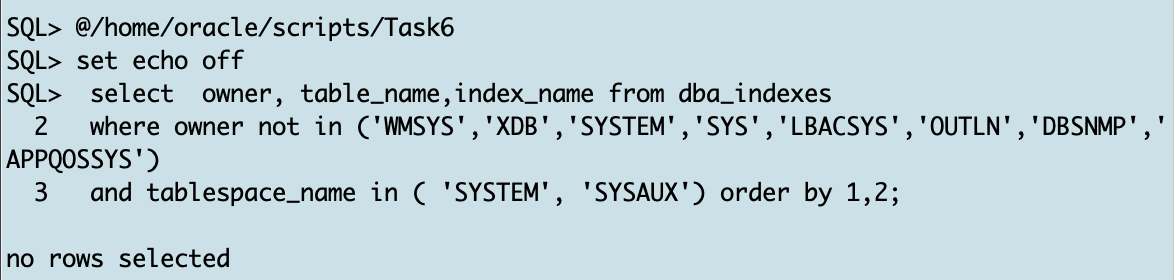 SQL> @/home/oracle/scripts/Task6
SQL> set echo off
SQL>  select  owner, table_name,index_name from dba_indexes
  2   where owner not in ('WMSYS','XDB','SYSTEM','SYS','LBACSYS','OUTLN','DBSNMP','
APPQOSSYS')
  3   and tablespace_name in ( 'SYSTEM', 'SYSAUX') order by 1,2;
no rows selected